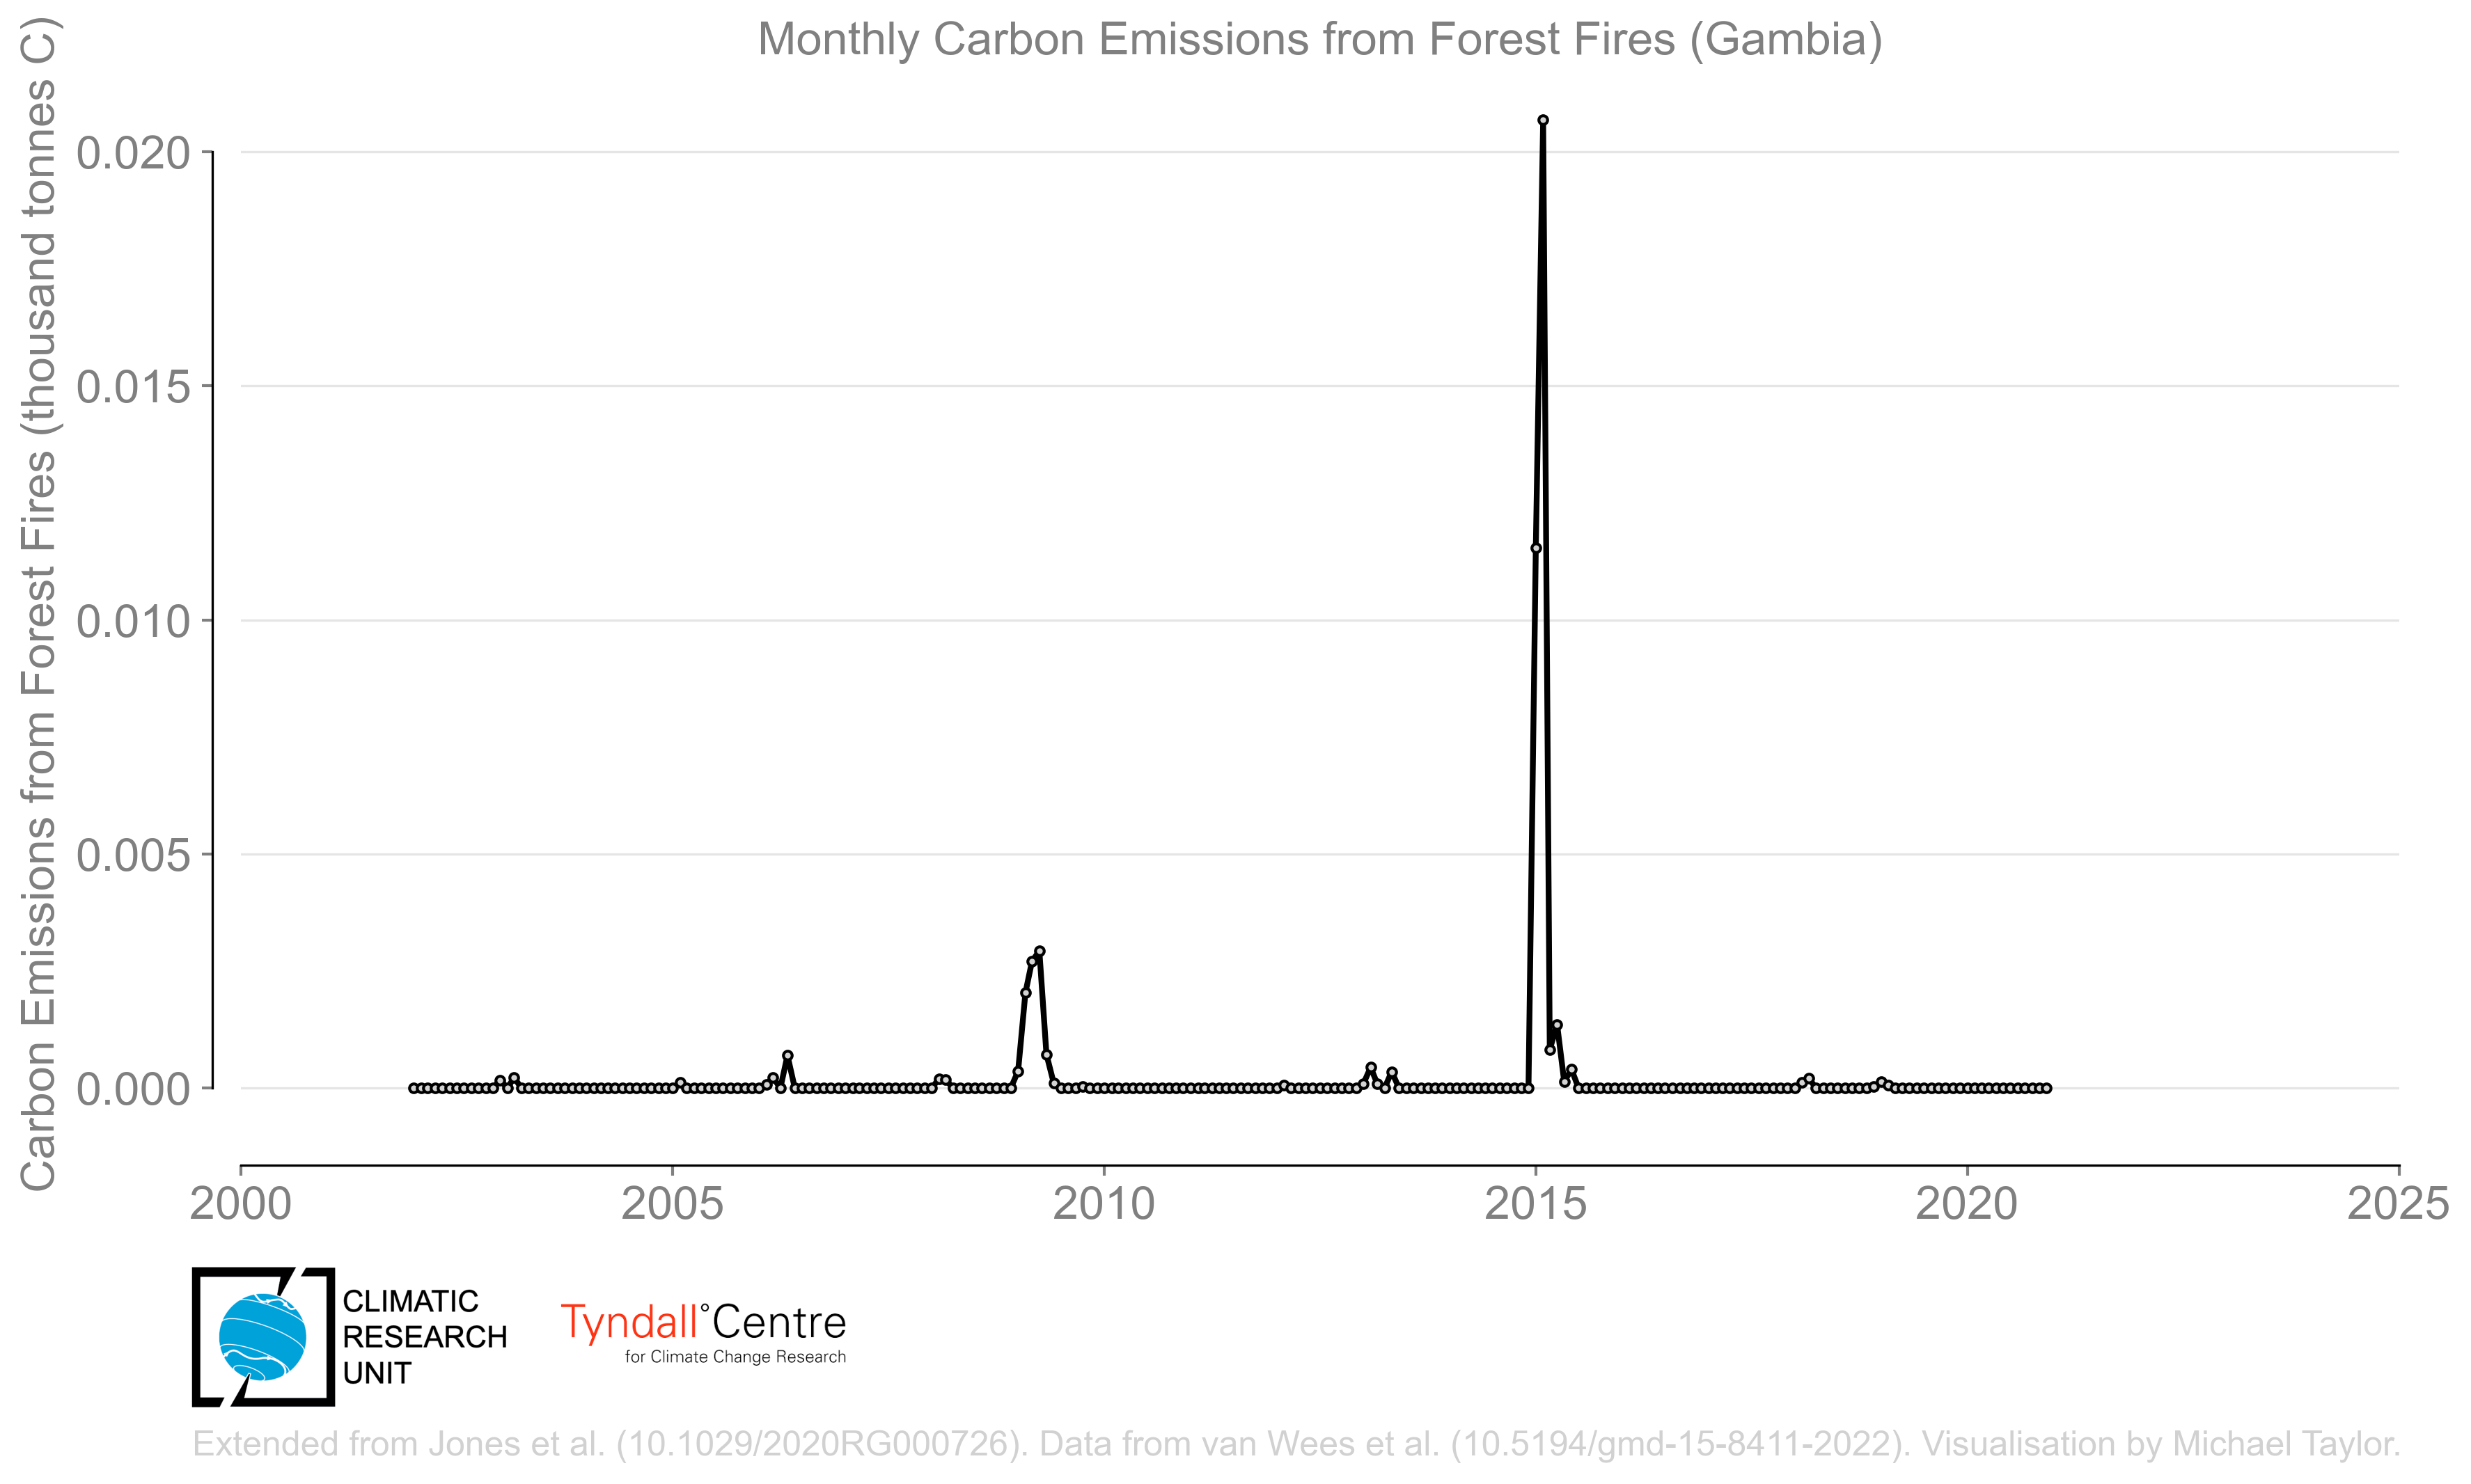 Monthly Carbon Emissions from Forest Fires (Gambia)
Carbon Emissions from Forest Fires (thousand tonnes C)
0.020
0.015
0.010
0.005
0.000
2000
2005
2010
2015
2020
2025
CLIMATIC
RESEARCH
UNIT
Tyndall°Centre
for Climate Change Research
Extended from Jones et al. (10.1029/2020RG000726). Data from van Wees et al. (10.5194/gmd-15-8411-2022). Visualisation by Michael Taylor.